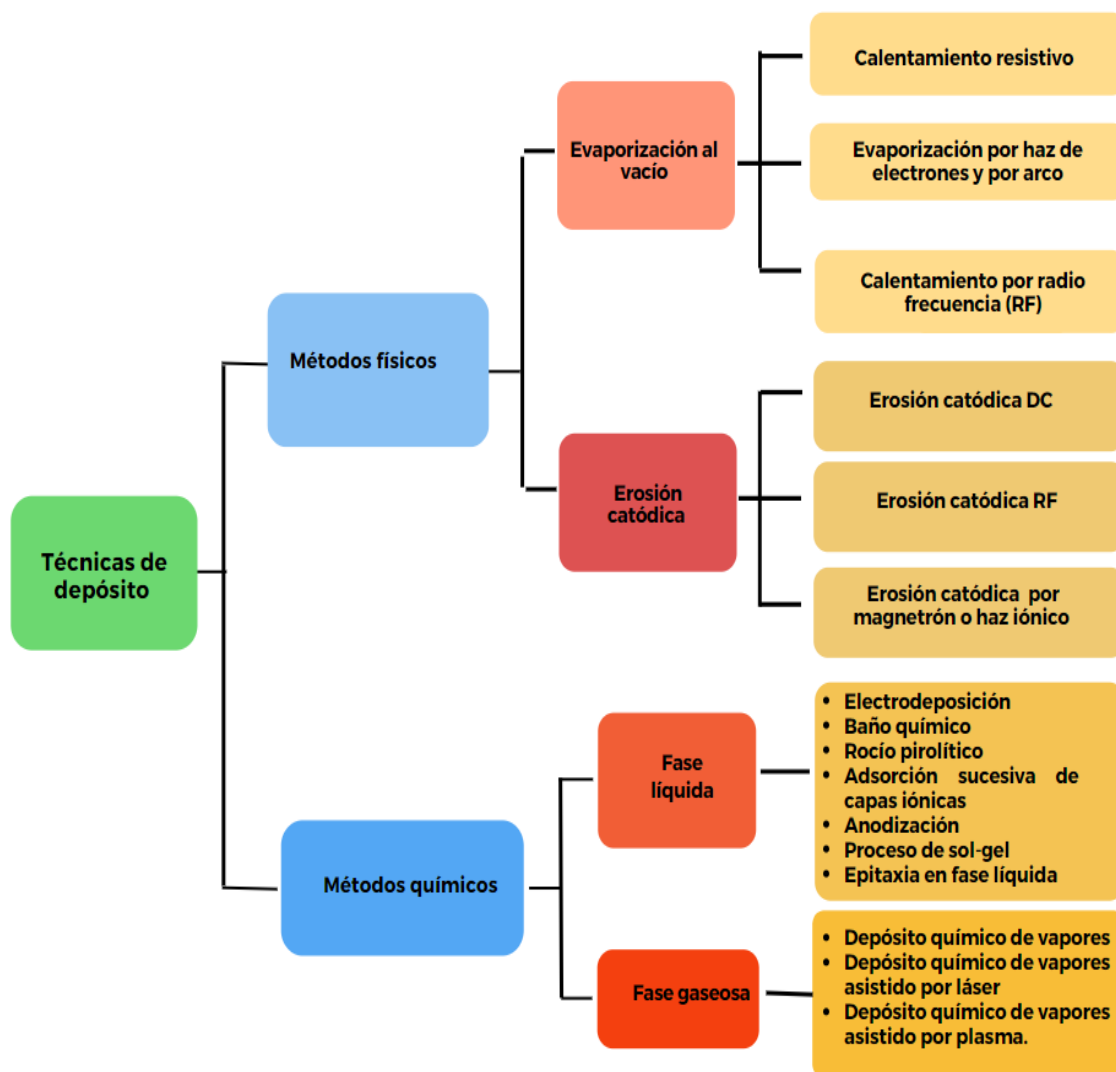 Técnicas de
depósito
Métodos físicos
Evaporización al
vacío
Calentamiento resistivo
Evaporización por haz de
electrones y por arco
Calentamiento por radio
frecuencia (RF)
Erosión
catódica
Erosión catódica DC
Erosión catódica RF
Erosión catódica por
magnetrón o haz iónico
Métodos químicos
Fase
líquida
• Electrodeposición
• Baño químico
• Rocío pirolítico
• Adsorción sucesiva de
capas iónicas
• Anodización
• Proceso de sol-gel
• Epitaxia en fase líquida
Fase gaseosa
• Depósito químico de vapores
• Depósito químico de vapores
asistido por láser
• Depósito químico de vapores
asistido por plasma.